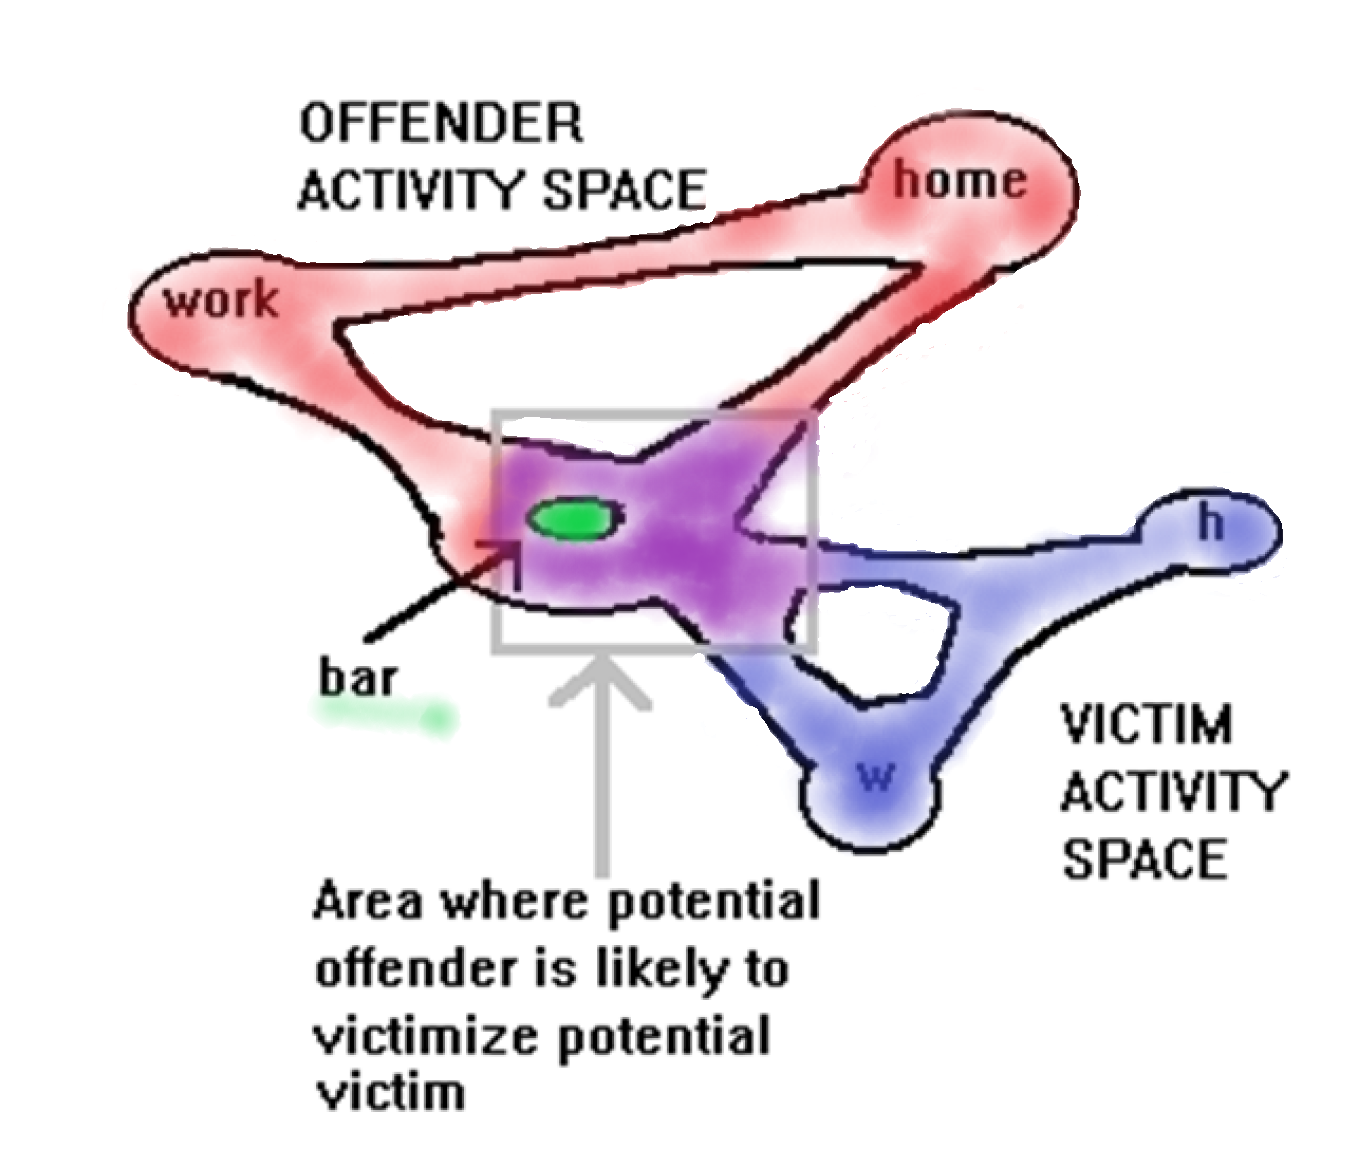 OFFENDER
ACTIVITY SPACE
home
work
h
bar
w
VICTIM
ACTIVITY
SPACE
Area where potential
offender is likely to
victimize potential
victim